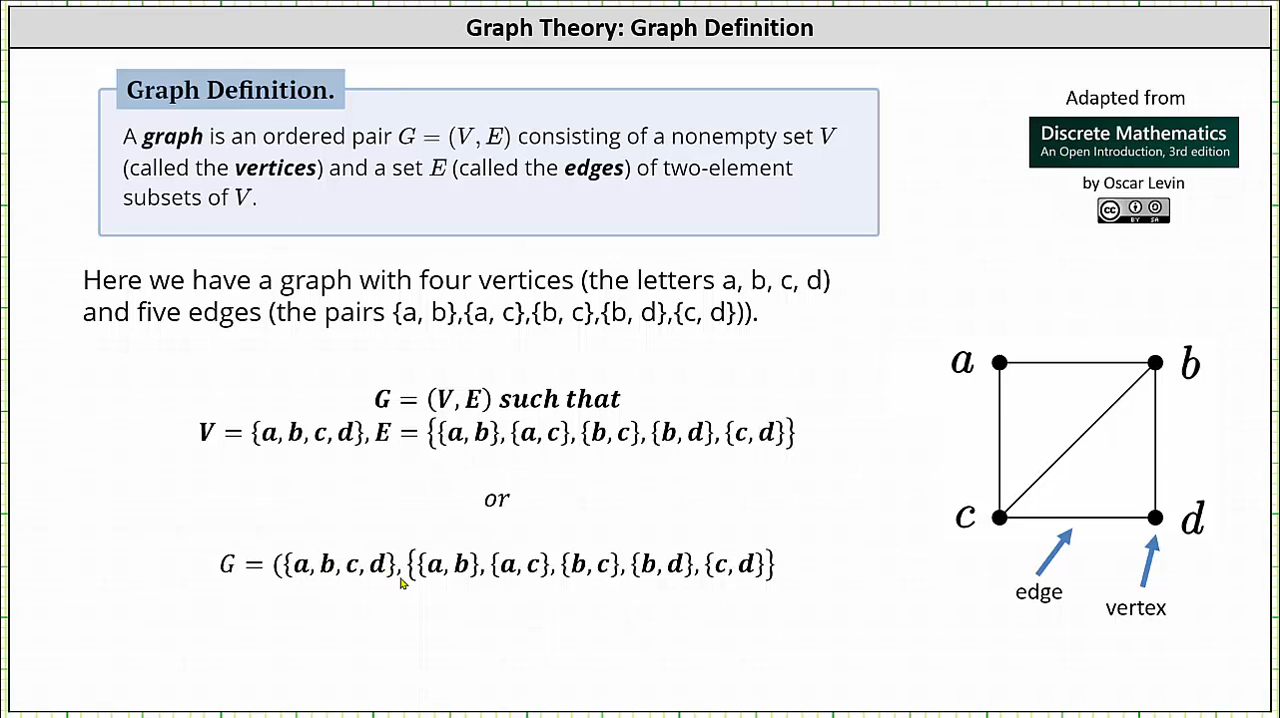 Graph Theory: Graph Definition
Graph Definition.
A graph is an ordered pair G = (V, E) consisting of a nonempty set V
(called the vertices) and a set E (called the edges) of two-element
subsets of V.
Adapted from
Discrete Mathematics
An Open Introduction, 3rd edition
by Oscar Levin
cc
BY SA
Here we have a graph with four vertices (the letters a, b, c, d)
and five edges (the pairs {a, b},{a, c},{b, c},{b, d},{c, d})).
G = (V, E) such that
V = {a, b, c, d}, E = {{a, b}, {a, c}, {b, c}, {b, d}, {c, d}}
or
G = ({a, b, c, d}, {{a, b}, {a, c}, {b, c}, {b, d}, {c, d}}
a b
c d
edge
vertex